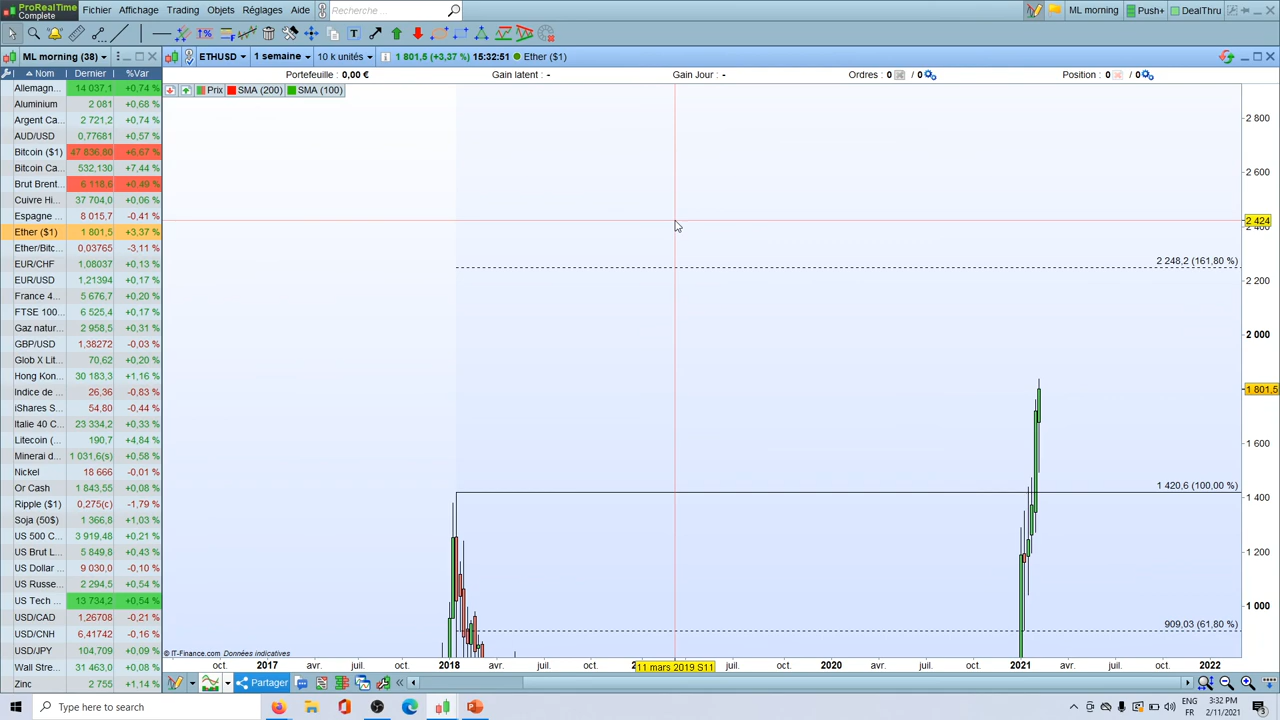 ProRealTime Complete Fichier Affichage Trading Objets Réglages Aide Recherche ... ML morning Push+ DealThru
ML morning (38) ETHUSD 1 semaine 10 k unités 1 801,5 (+3,37 %) 15:32:51 Ether ($1)
Nom Dernier %Var
Portefeuille : 0,00 € Gain latent : - Gain Jour : - Ordres : 0 / 0 Position : 0 / 0
Prix SMA (200) SMA (100)
Allemagn... 14 037,1 +0,74 %
Aluminium 2 081 +0,68 %
Argent Ca... 2 721,2 +0,74 %
AUD/USD 0,77681 +0,57 %
Bitcoin ($1) 47 836,80 +6,67 %
Bitcoin Ca... 532,130 +7,44 %
Brut Brent... 6 118,6 +0,49 %
Cuivre Hi... 37 704,0 +0,06 %
Espagne ... 8 015,7 -0,41 %
Ether ($1) 1 801,5 +3,37 %
Ether/Bitc... 0,03765 -3,11 %
EUR/CHF 1,08037 +0,13 %
EUR/USD 1,21394 +0,17 %
France 4... 5 676,7 +0,20 %
FTSE 100... 6 525,4 +0,17 %
Gaz natur... 2 958,5 +0,31 %
GBP/USD 1,38272 -0,03 %
Glob X Lit... 70,62 +0,20 %
Hong Kon... 30 183,3 +1,16 %
Indice de ... 26,36 -0,83 %
iShares S... 54,80 -0,44 %
Italie 40 C... 23 334,2 +0,33 %
Litecoin (... 190,7 +4,84 %
Minerai d... 1 031,6(s) +0,58 %
Nickel 18 666 -0,01 %
Or Cash 1 843,55 +0,08 %
Ripple ($1) 0,275(c) -1,79 %
Soja (50$) 1 366,8 +1,03 %
US 500 C... 3 919,48 +0,21 %
US Brut L... 5 849,8 +0,43 %
US Dollar ... 9 030,0 -0,10 %
US Russe... 2 294,5 +0,54 %
US Tech ... 13 734,2 +0,54 %
USD/CAD 1,26708 -0,21 %
USD/CNH 6,41742 -0,16 %
USD/JPY 104,709 +0,09 %
Wall Stre... 31 463,0 +0,08 %
Zinc 2 755 +1,14 %
2 800
2 600
2 424
2 400
2 248,2 (161,80 %)
2 200
2 000
1 801,5
1 600
1 420,6 (100,00 %)
1 400
1 200
1 000
909,03 (61,80 %)
© IT-Finance.com Données indicatives
oct. 2017 avr. juil. oct. 2018 avr. juil. oct. 11 mars 2019 S11 juil. oct. 2020 avr. juil. oct. 2021 avr. juil. oct. 2022
Partager
Type here to search FR 3:32 PM 2/11/2021 3